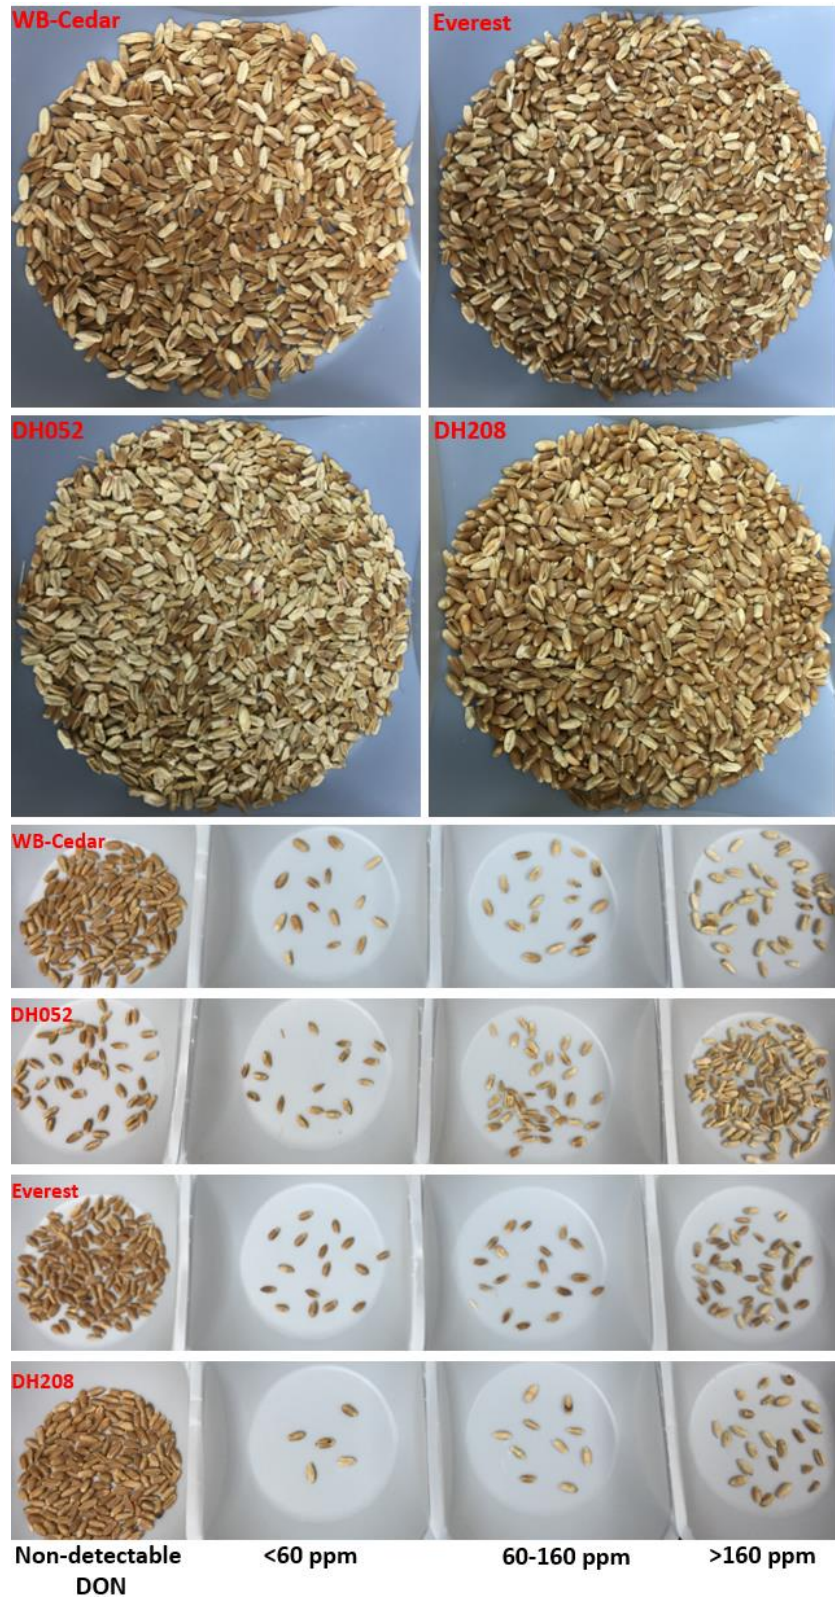 WB-Cedar
Everest
DH052
DH208
WB-Cedar
DH052
Everest
DH208
Non-detectable DON
<60 ppm
60-160 ppm
>160 ppm